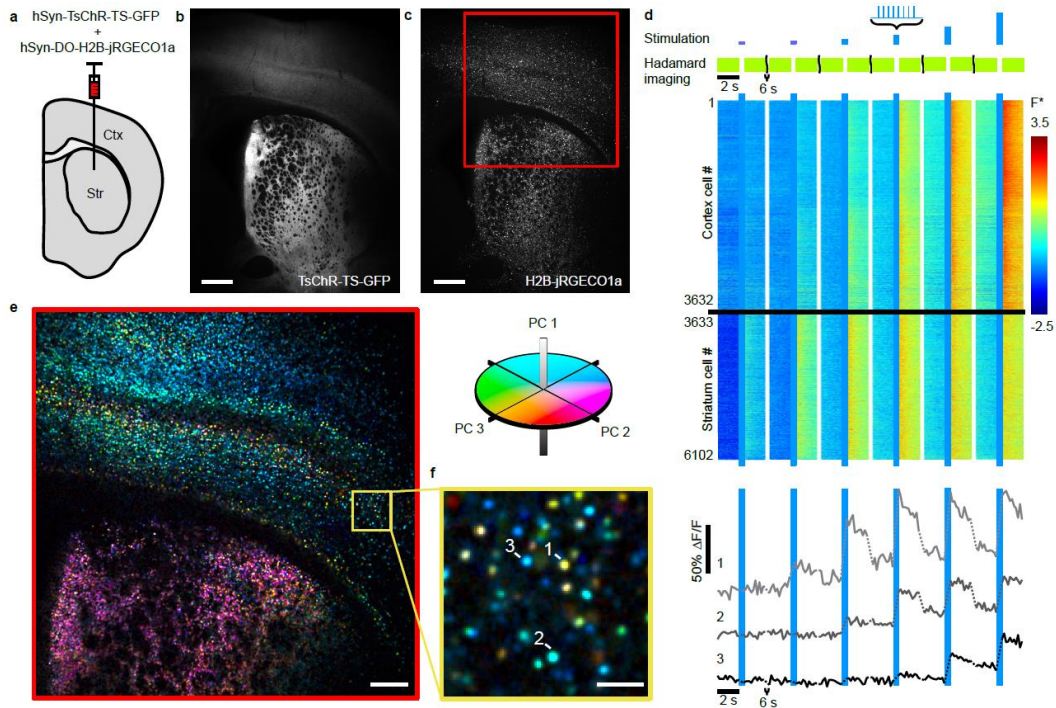 a
hSyn-TsChR-TS-GFP
+
hSyn-DO-H2B-jRGECO1a
Ctx
Str
b
TsChR-TS-GFP
c
H2B-jRGECO1a
d
Stimulation
Hadamard
imaging
2 s
6 s
F*
3.5
-2.5
1
Cortex cell #
3632
3633
Striatum cell #
6102
50% ΔF/F
1
2
3
2 s
6 s
e
PC 1
PC 3
PC 2
f
3
1
2